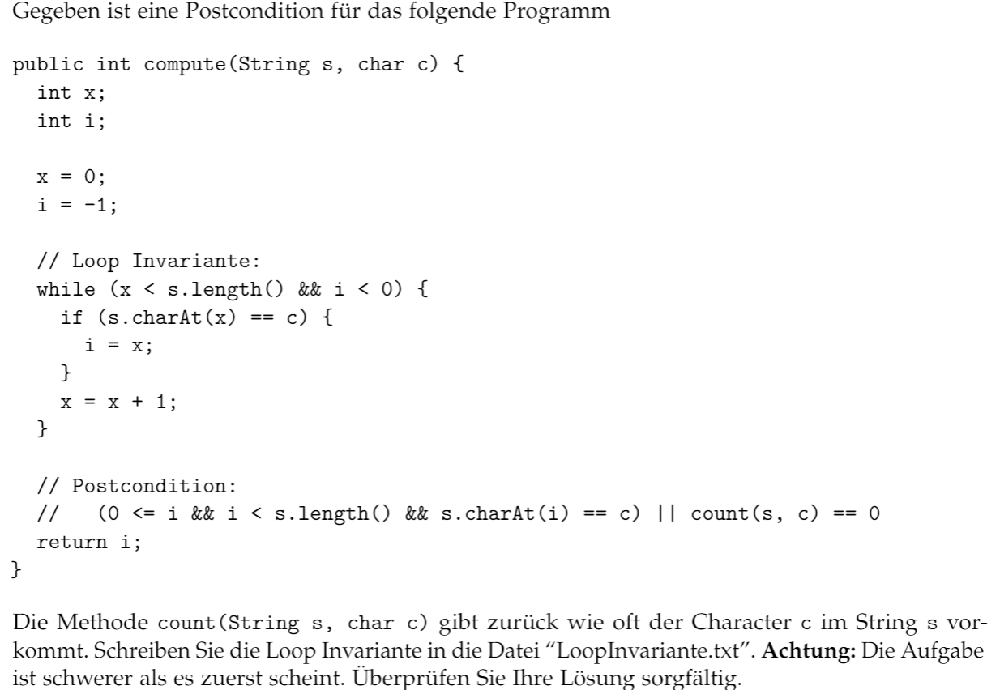 Gegeben ist eine Postcondition für das folgende Programm
public int compute(String s, char c) {
  int x;
  int i;
  x = 0;
  i = -1;
  // Loop Invariante:
  while (x < s.length() && i < 0) {
    if (s.charAt(x) == c) {
      i = x;
    }
    x = x + 1;
  }
  // Postcondition:
  //   (0 <= i && i < s.length() && s.charAt(i) == c) || count(s, c) == 0
  return i;
}
Die Methode count(String s, char c) gibt zurück wie oft der Character c im String s vor-
kommt. Schreiben Sie die Loop Invariante in die Datei “LoopInvariante.txt”. Achtung: Die Aufgabe
ist schwerer als es zuerst scheint. Überprüfen Sie Ihre Lösung sorgfältig.